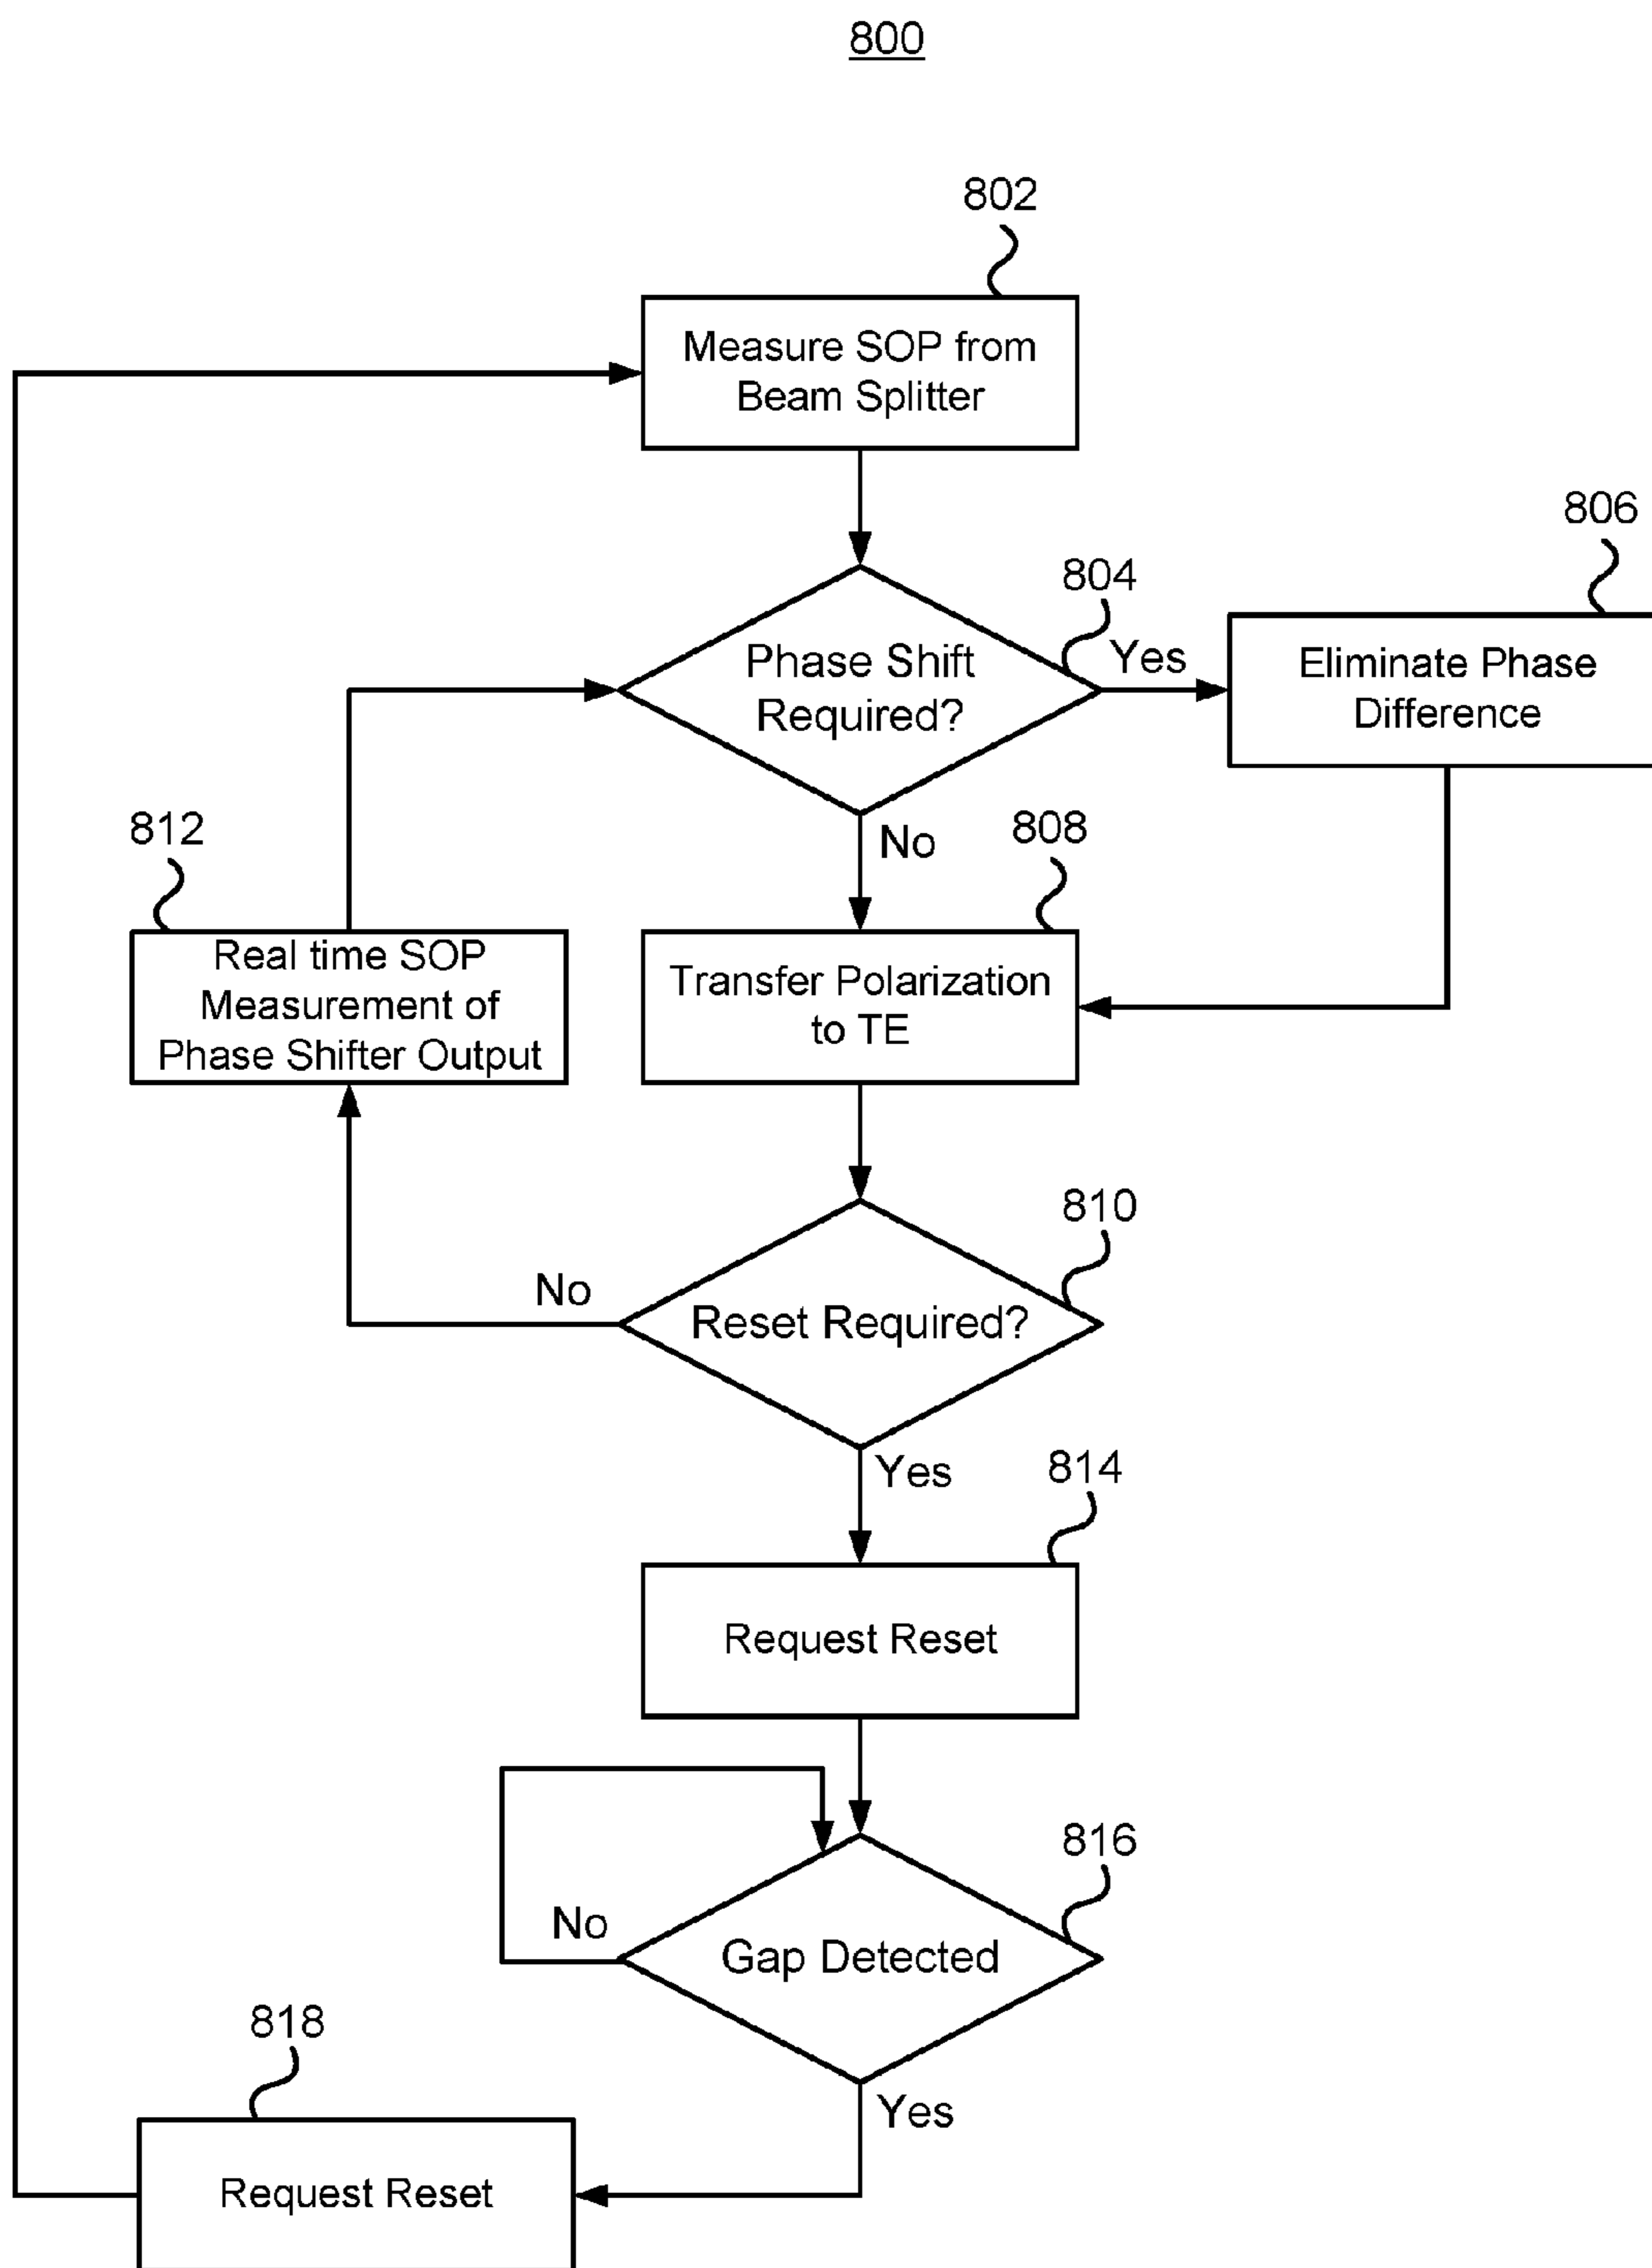 800
802
Measure SOP from
Beam Splitter
804
Phase Shift
Required?
Yes
806
Eliminate Phase
Difference
No
808
Transfer Polarization
to TE
812
Real time SOP
Measurement of
Phase Shifter Output
810
Reset Required?
No
Yes
814
Request Reset
816
Gap Detected
No
Yes
818
Request Reset